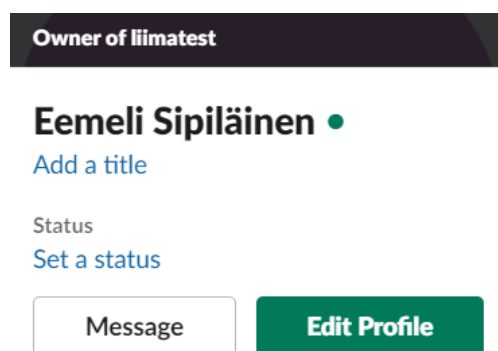 Owner of liimatest
Eemeli Sipiläinen
Add a title
Status
Set a status
Message
Edit Profile